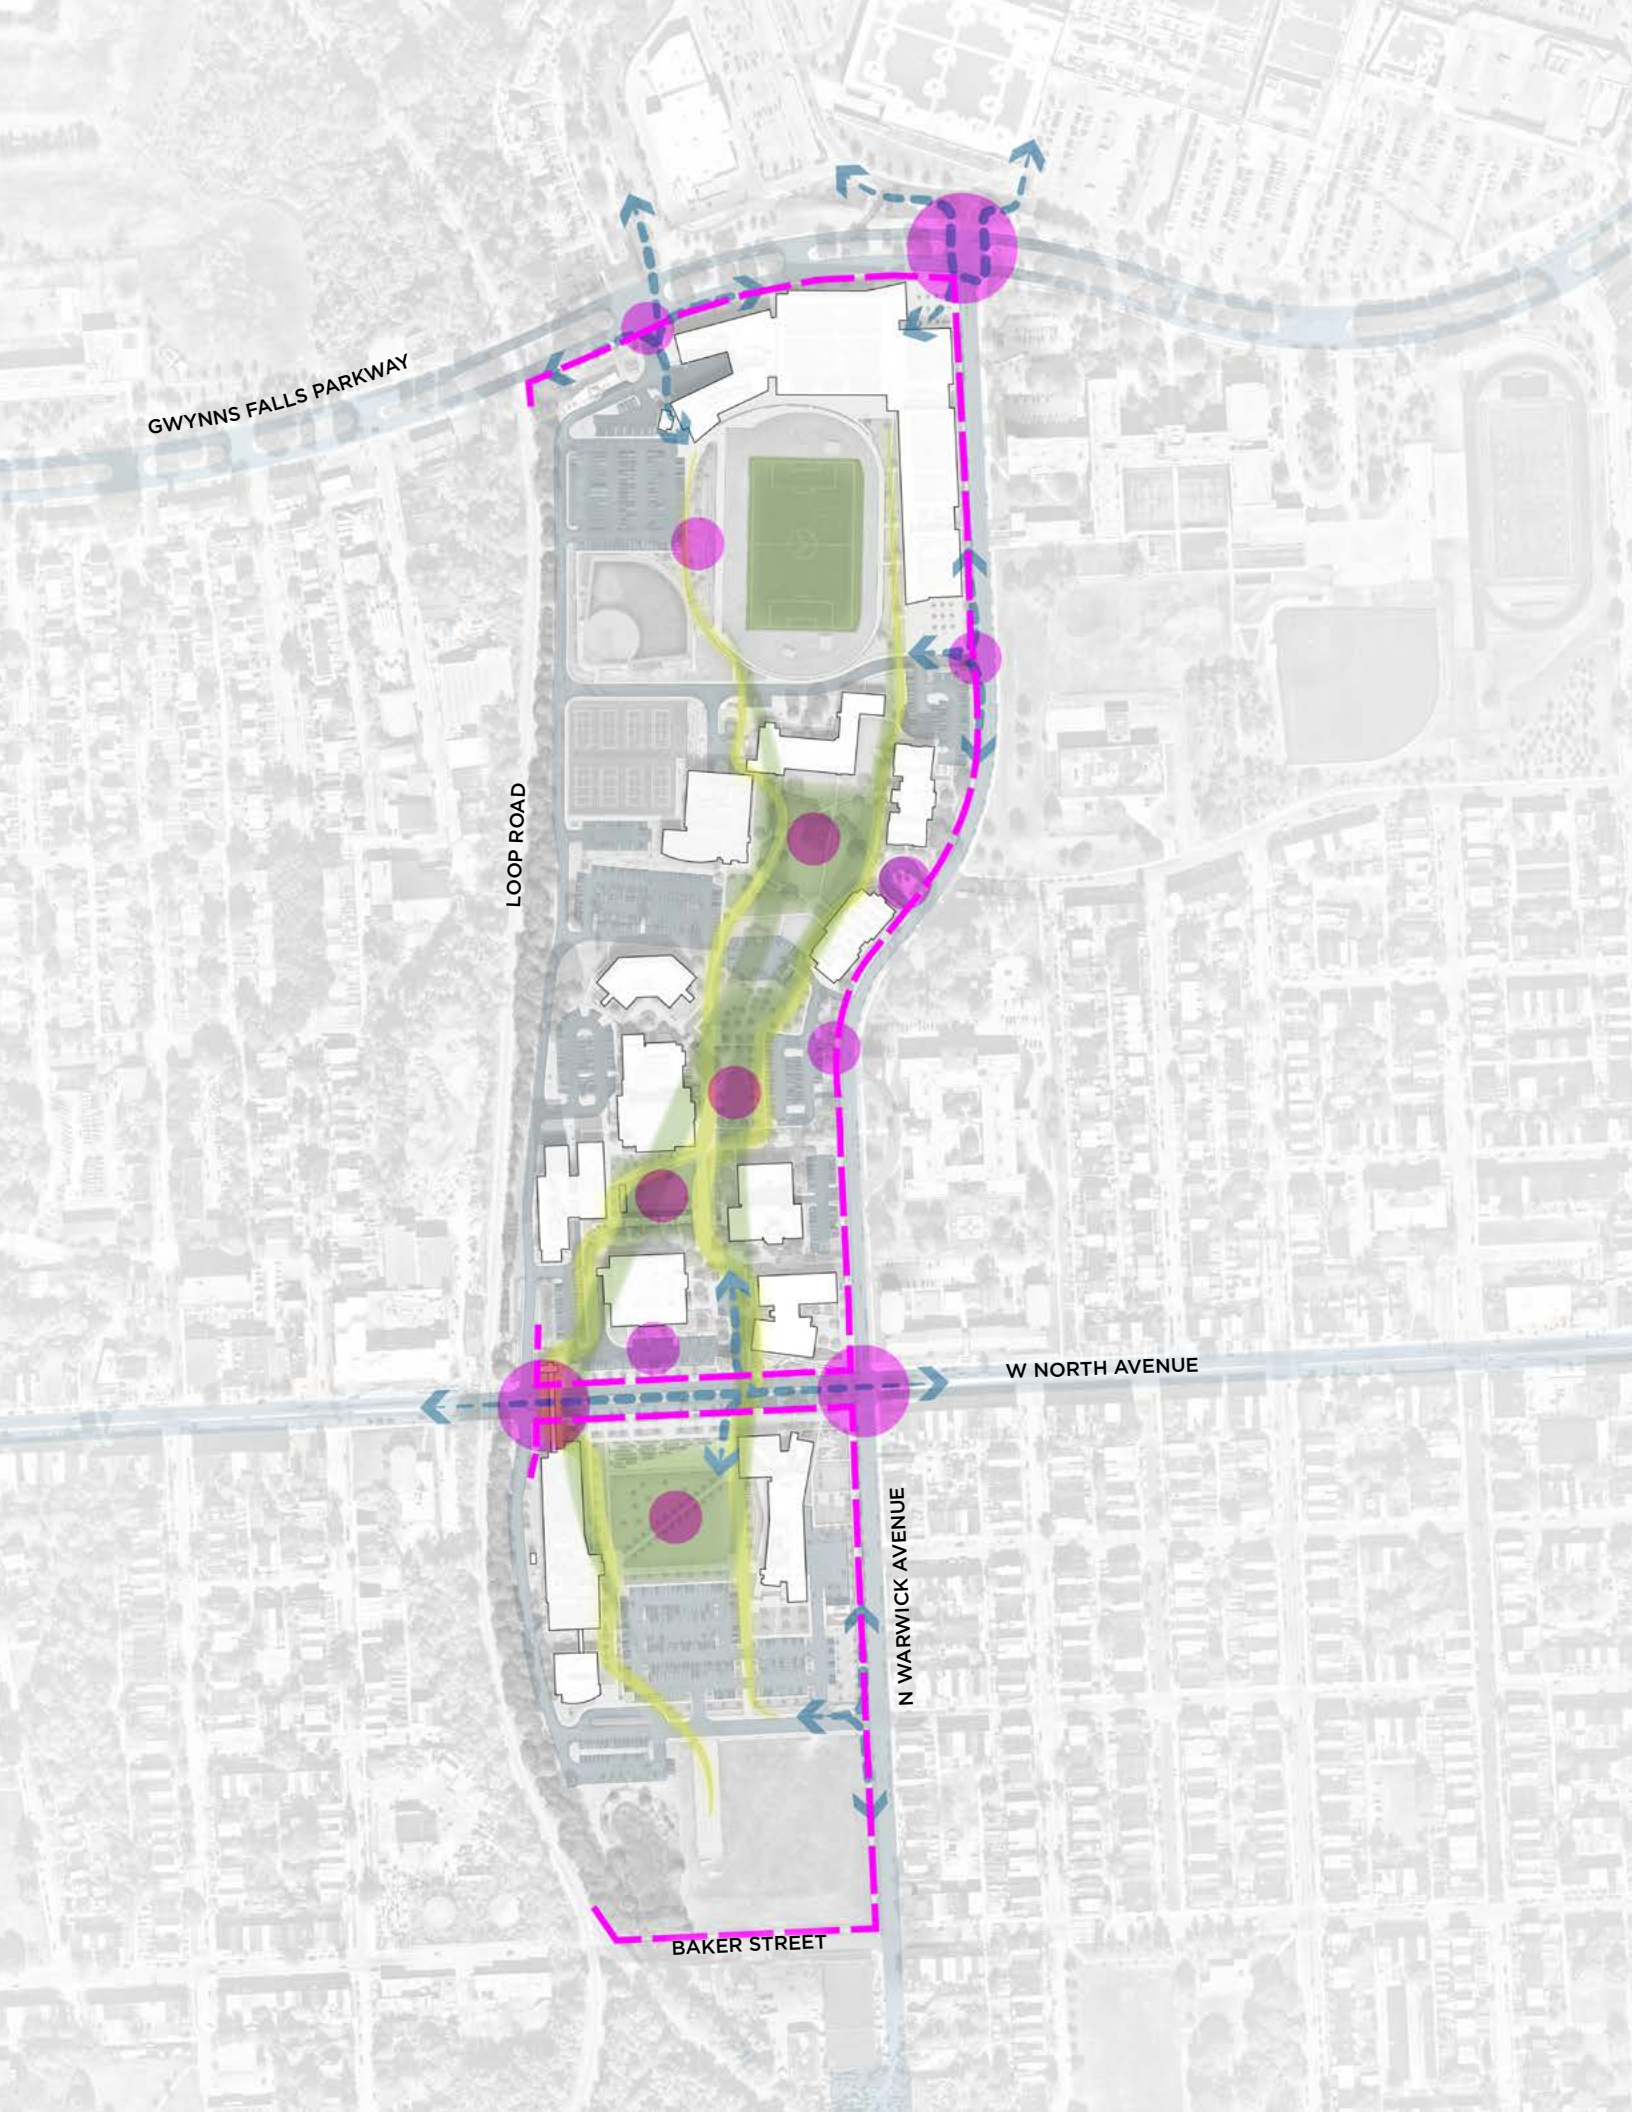 GWYNNS FALLS PARKWAY
LOOP ROAD
W NORTH AVENUE
N WARWICK AVENUE
BAKER STREET